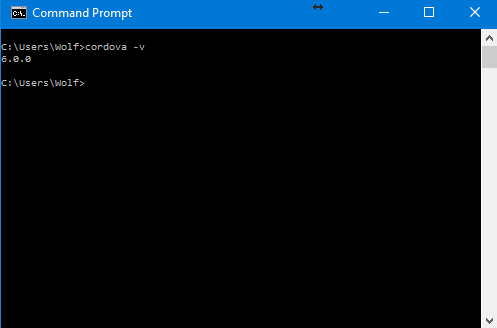 Command Prompt
C:\Users\Wolf>cordova -v
6.0.0
C:\Users\Wolf>